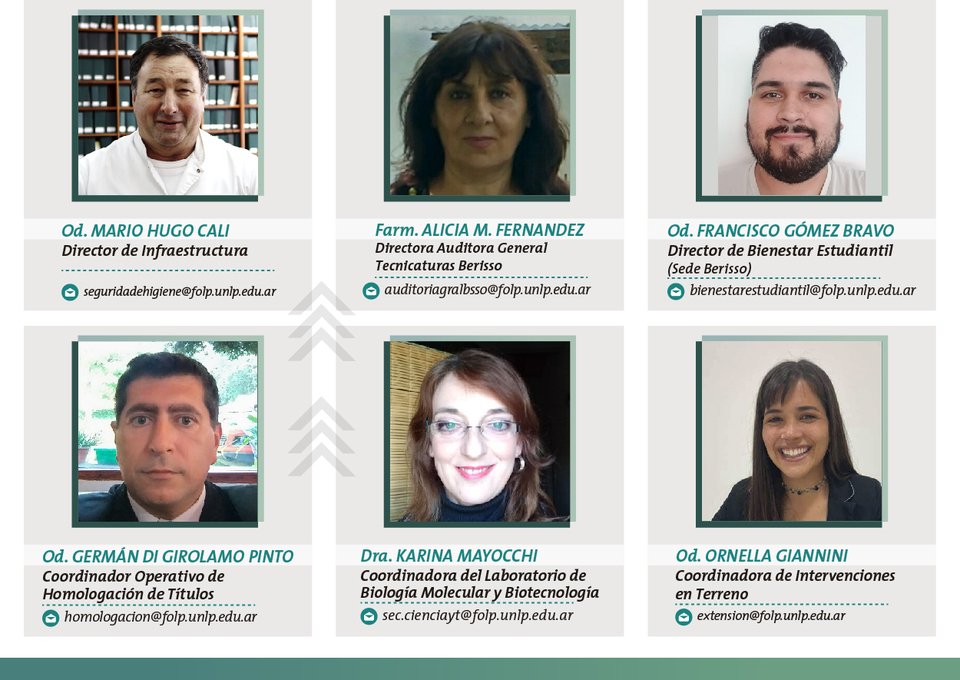 Od. MARIO HUGO CALI
Director de Infraestructura
seguridadehigiene@folp.unlp.edu.ar
Farm. ALICIA M. FERNANDEZ
Directora Auditora General
Tecnicaturas Berisso
auditoriagralbsso@folp.unlp.edu.ar
Od. FRANCISCO GÓMEZ BRAVO
Director de Bienestar Estudiantil
(Sede Berisso)
bienestarestudiantil@folp.unlp.edu.ar
Od. GERMÁN DI GIROLAMO PINTO
Coordinador Operativo de
Homologación de Títulos
homologacion@folp.unlp.edu.ar
Dra. KARINA MAYOCCHI
Coordinadora del Laboratorio de
Biología Molecular y Biotecnología
sec.cienciayt@folp.unlp.edu.ar
Od. ORNELLA GIANNINI
Coordinadora de Intervenciones
en Terreno
extension@folp.unlp.edu.ar